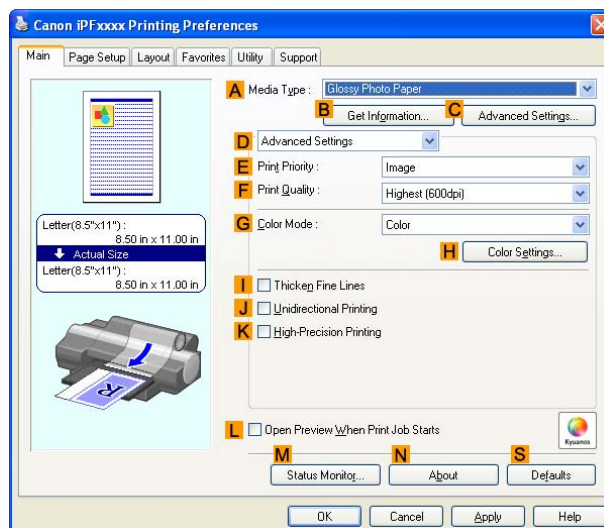 Canon iPFxxxx Printing Preferences
Main Page Setup Layout Favorites Utility Support
A Media Type : Glossy Photo Paper
B Get Information... C Advanced Settings...
D Advanced Settings
E Print Priority : Image
F Print Quality : Highest (600dpi)
G Color Mode : Color
H Color Settings...
Letter(8.5"x11") :
8.50 in x 11.00 in
Actual Size
Letter(8.5"x11") :
8.50 in x 11.00 in
R
I Thicken Fine Lines
J Unidirectional Printing
K High-Precision Printing
L Open Preview When Print Job Starts
Kyuanos
M Status Monitor... N About S Defaults
OK Cancel Apply Help